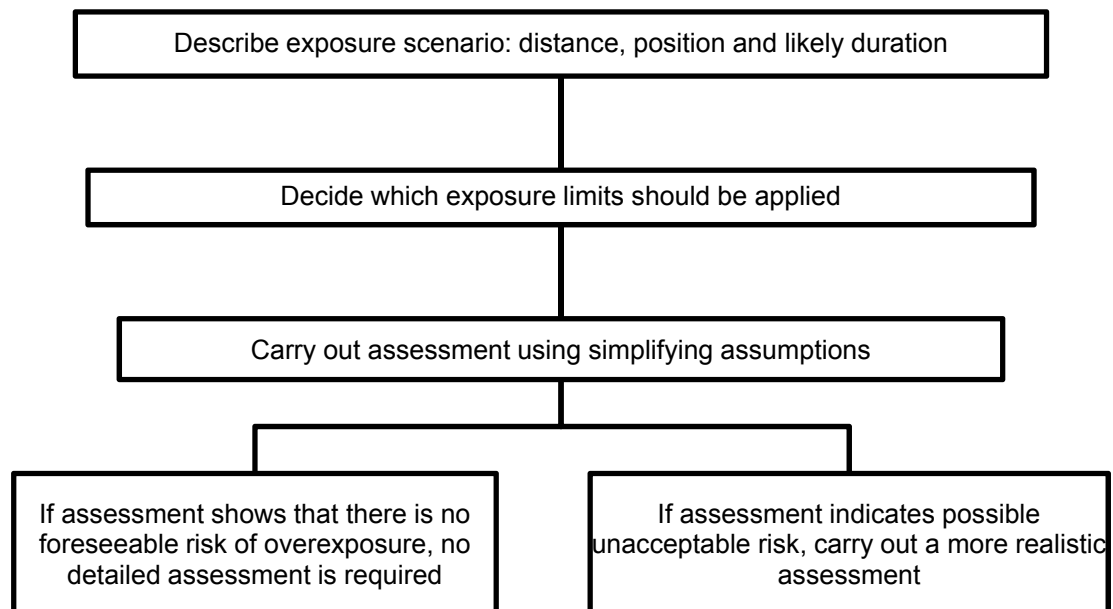 Describe exposure scenario: distance, position and likely duration
Decide which exposure limits should be applied
Carry out assessment using simplifying assumptions
If assessment shows that there is no
foreseeable risk of overexposure, no
detailed assessment is required
If assessment indicates possible
unacceptable risk, carry out a more realistic
assessment